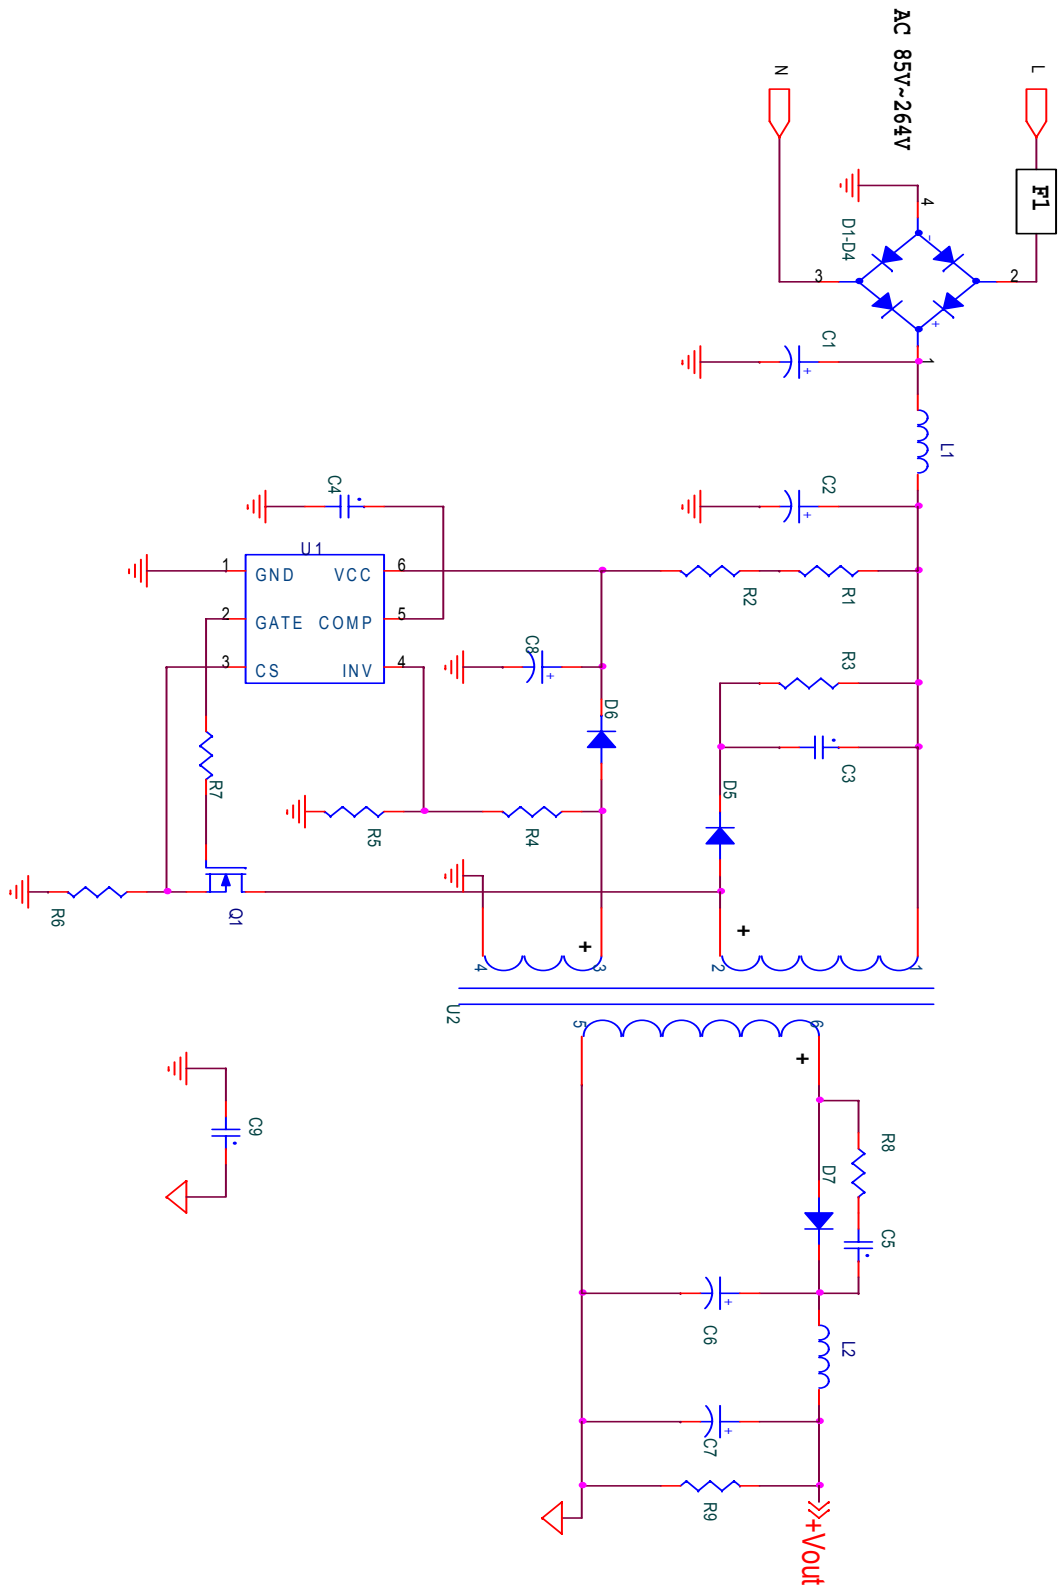 AC 85V~264V
L
N
F1
4
-
D1-D4
3
2
+
1
C1
+
L1
C2
+
C4
U1
1
GND
VCC
6
2
GATE
COMP
5
3
CS
INV
4
R2
R1
C8
+
R3
D6
C3
D5
R7
R5
R4
R6
Q1
+
+
4
3
2
1
U2
5
6
+
C9
R8
D7
C5
C6
+
L2
C7
+
R9
+Vout